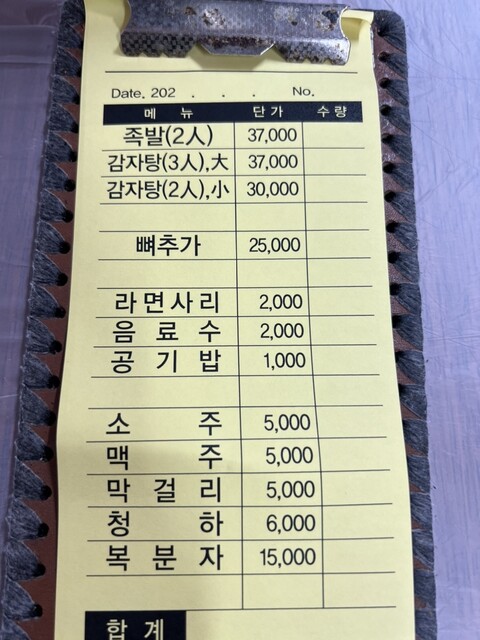 Date. 202 . . . No.
메 뉴 단 가 수 량
족발(2人) 37,000
감자탕(3人),大 37,000
감자탕(2人),小 30,000
뼈추가 25,000
라면사리 2,000
음료수 2,000
공기밥 1,000
소 주 5,000
맥 주 5,000
막걸리 5,000
청 하 6,000
복분자 15,000
합 계